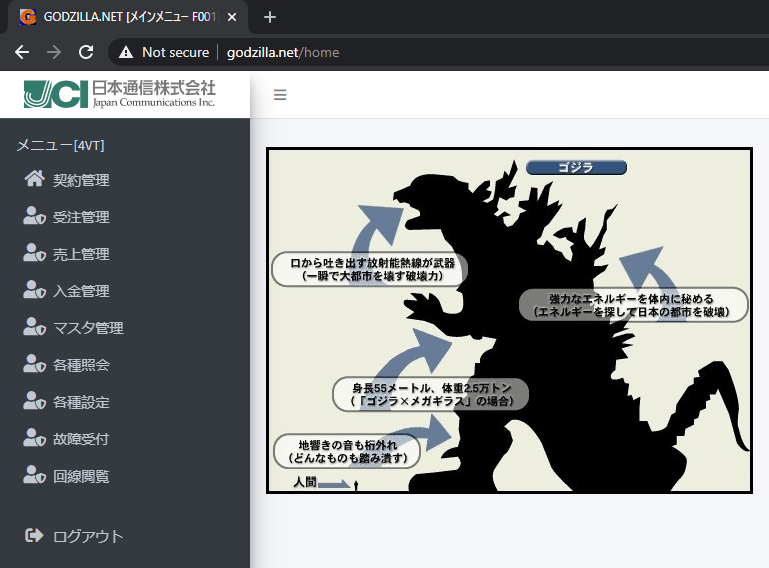 GODZILLA.NET [メインメニュー F001]
Not secure
godzilla.net/home
JCI 日本通信株式会社
Japan Communications Inc.
メニュー[4VT]
契約管理
受注管理
売上管理
入金管理
マスタ管理
各種照会
各種設定
故障受付
回線閲覧
ログアウト
ゴジラ
口から吐き出す放射能熱線が武器
（一瞬で大都市を壊す破壊力）
強力なエネルギーを体内に秘める
（エネルギーを探して日本の都市を破壊）
身長55メートル、体重2.5万トン
（「ゴジラ×メガギラス」の場合）
地響きの音も桁外れ
（どんなものも踏み潰す）
人間